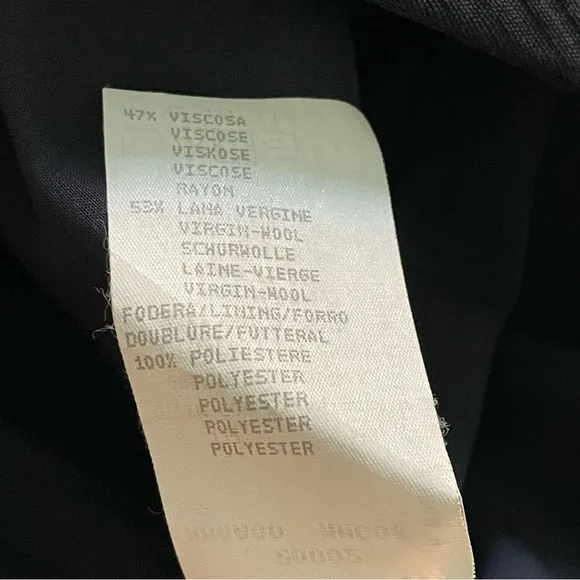 47% VISCOSA
VISCOSE
VISKOSE
VISCOSE
RAYON
53% LANA VERGINE
VIRGIN-WOOL
SCHURWOLLE
LAINE-VIERGE
VIRGIN-WOOL
FODERA/LINING/FORRO
DOUBLURE/FUTTERAL
100% POLIESTERE
POLYESTER
POLYESTER
POLYESTER
POLYESTER